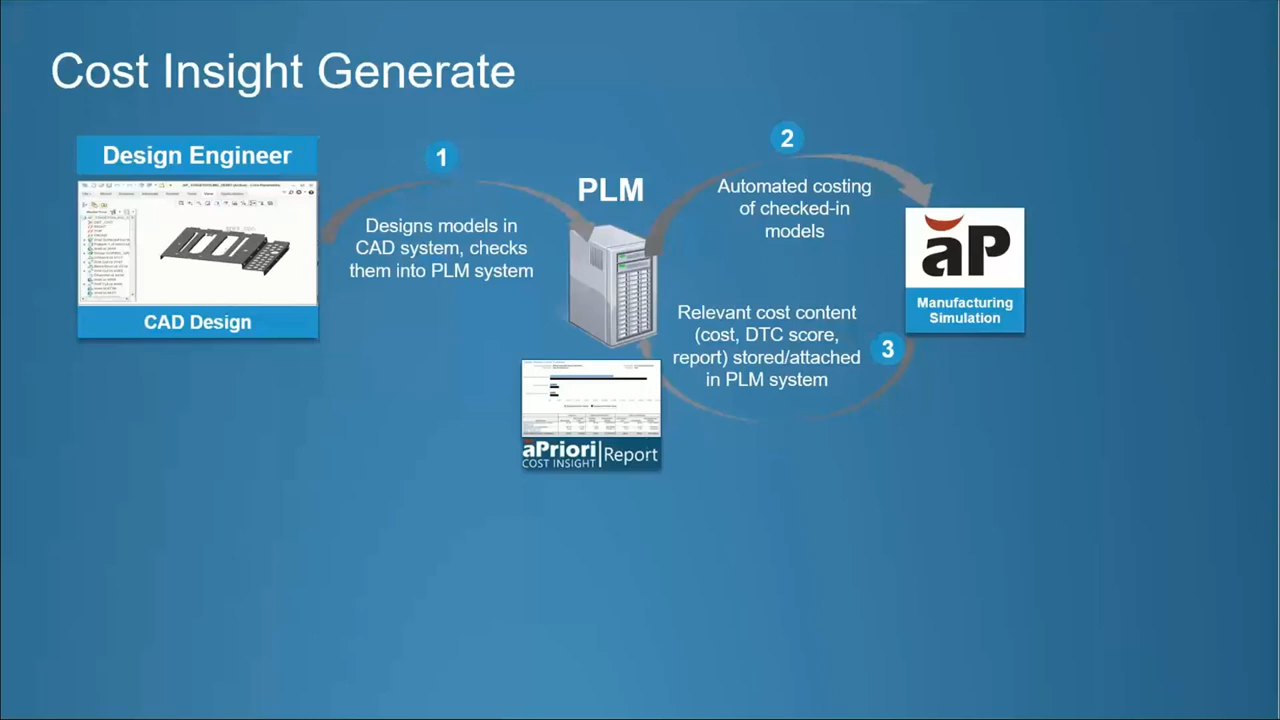 Cost Insight Generate
Design Engineer
CAD Design
1
Designs models in
CAD system, checks
them into PLM system
PLM
2
Automated costing
of checked-in
models
aP
Manufacturing
Simulation
Relevant cost content
(cost, DTC score,
report) stored/attached
in PLM system
3
aPriori
COST INSIGHT
Report